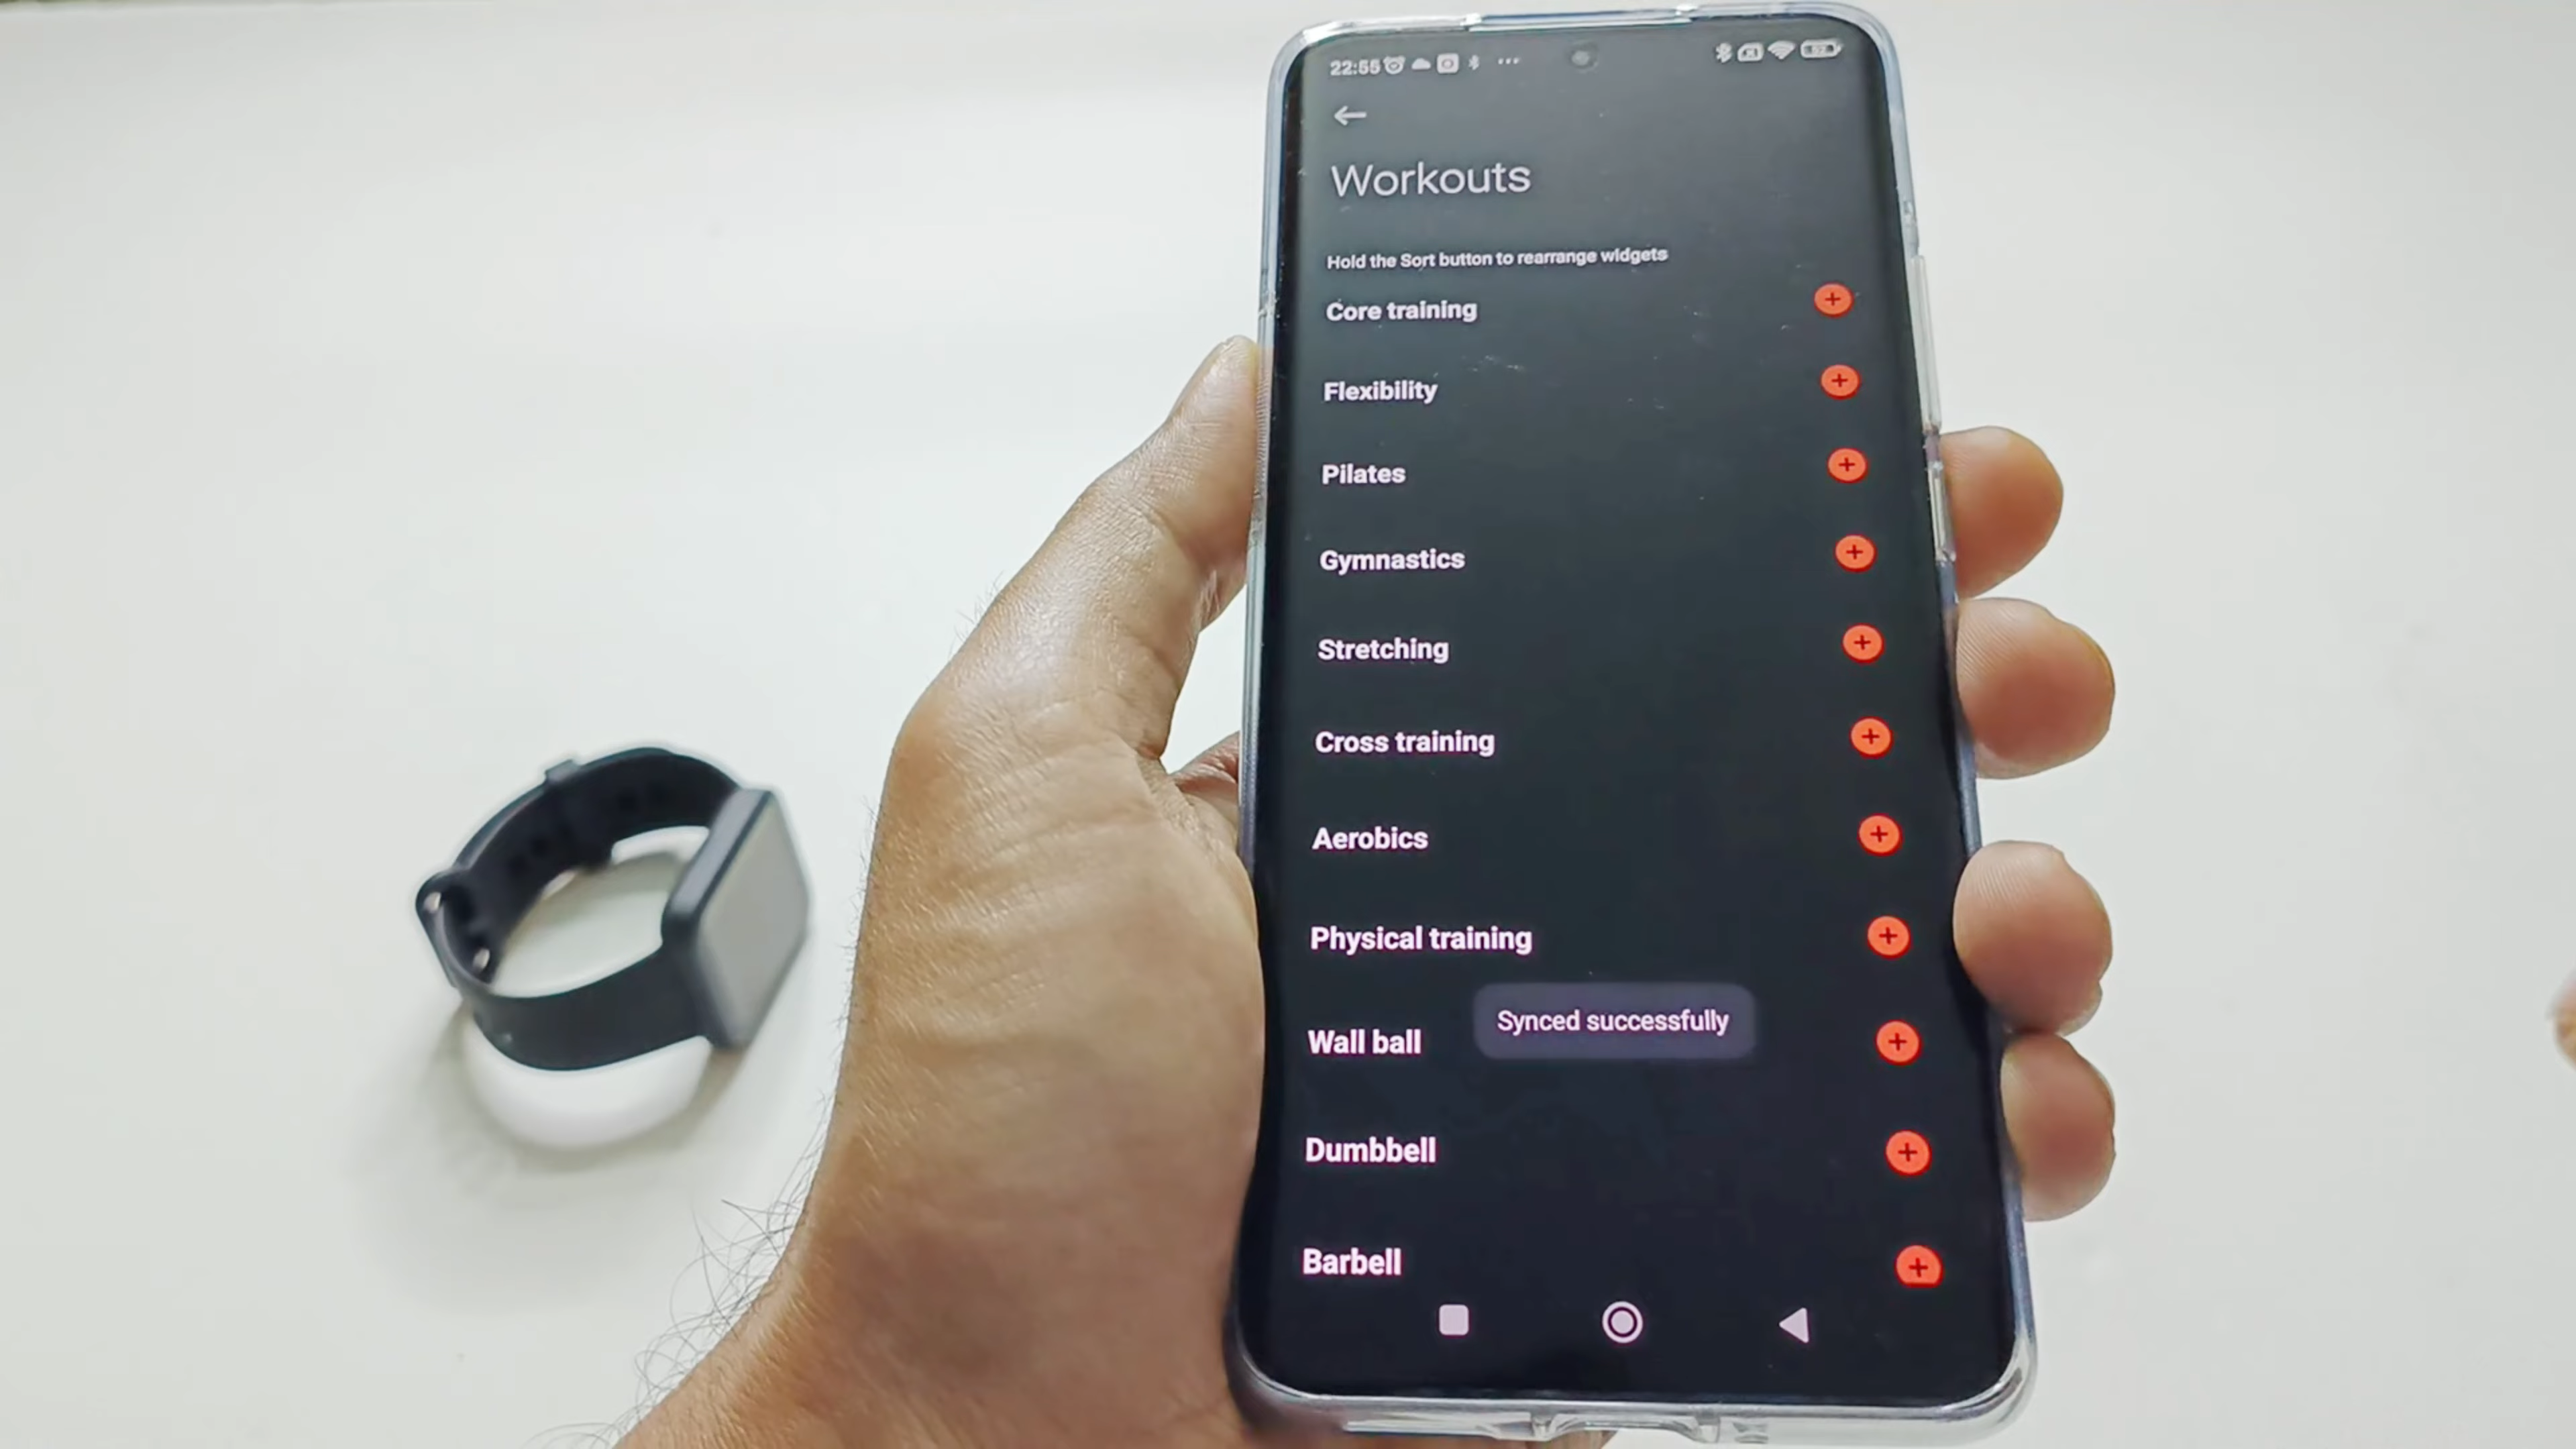 22:55
Workouts
Hold the Sort button to rearrange widgets
Core training
Flexibility
Pilates
Gymnastics
Stretching
Cross training
Aerobics
Physical training
Synced successfully
Wall ball
Dumbbell
Barbell